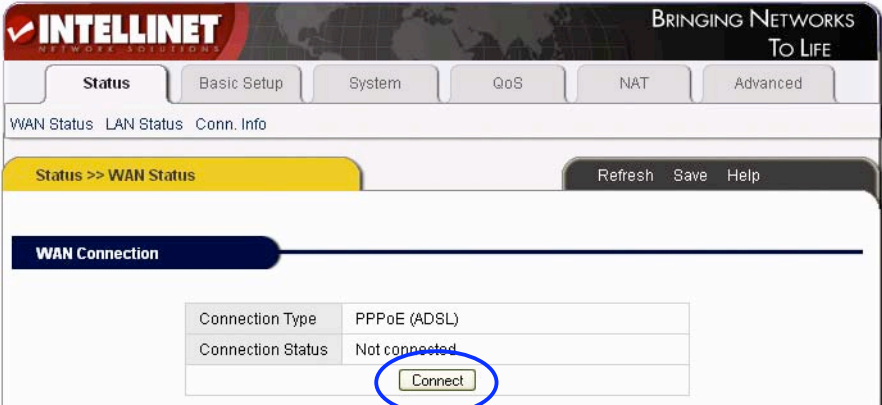 INTELLINET
NETWORK SOLUTIONS
BRINGING NETWORKS
TO LIFE
Status Basic Setup System QoS NAT Advanced
WAN Status LAN Status Conn. Info
Status >> WAN Status Refresh Save Help
WAN Connection
Connection Type PPPoE (ADSL)
Connection Status Not connected
Connect